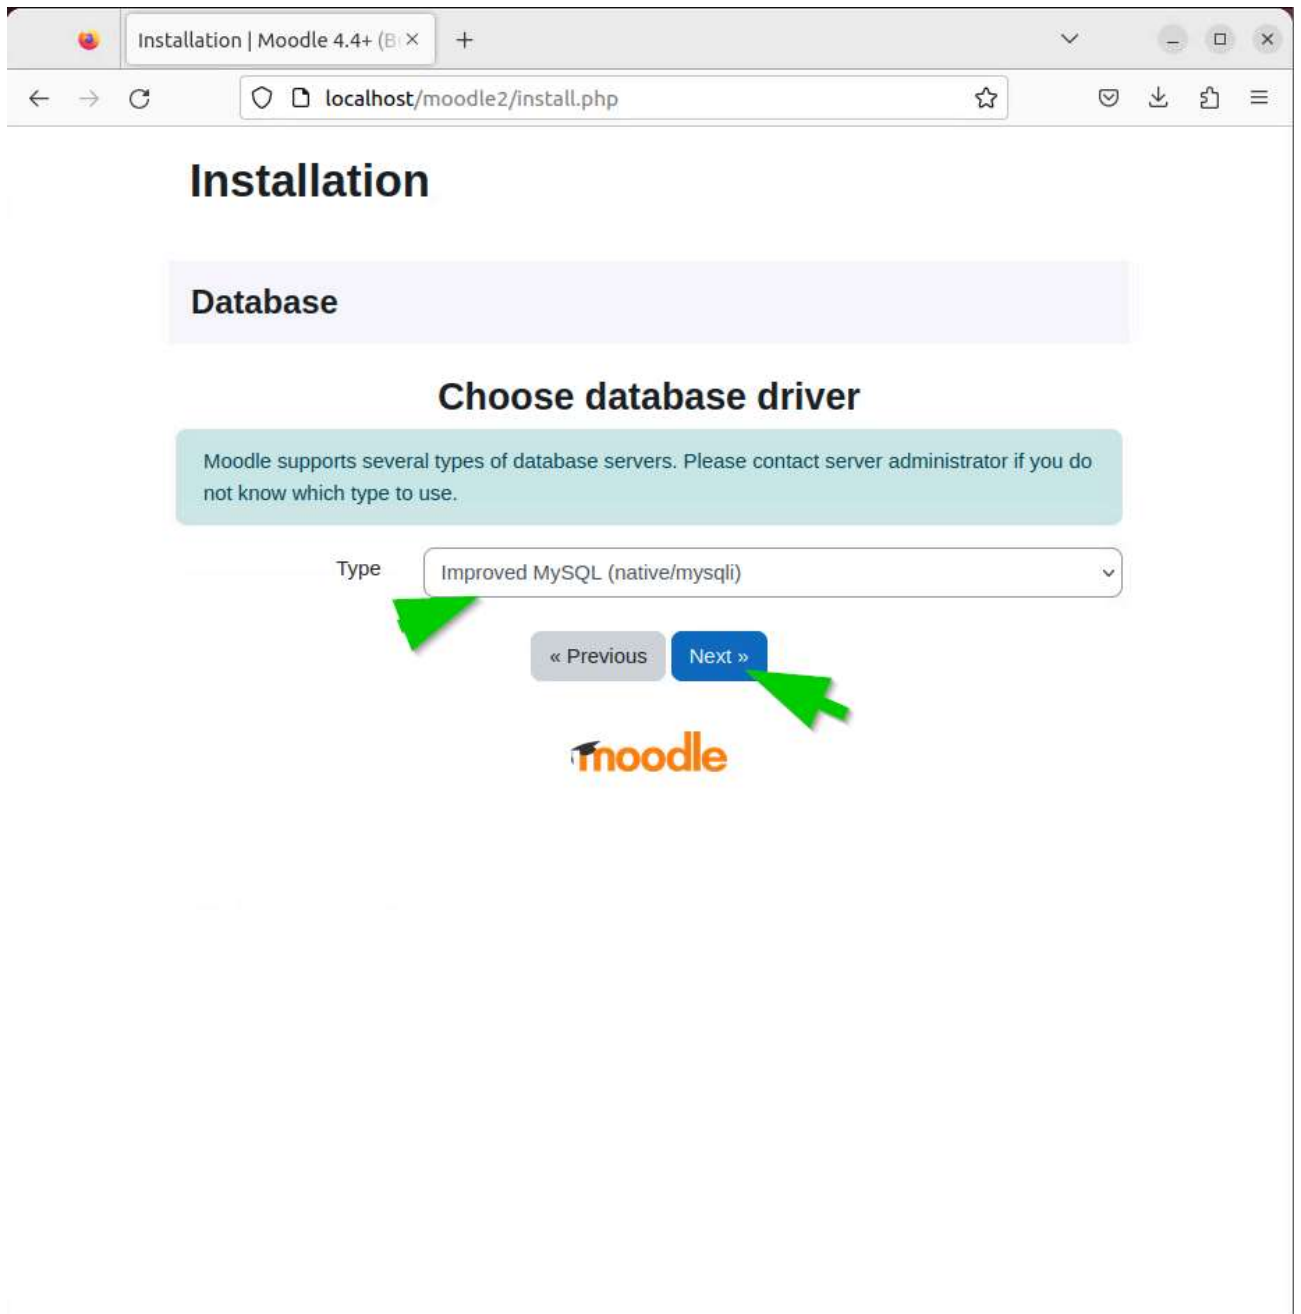 Installation | Moodle 4.4+ (B
localhost/moodle2/install.php
Installation
Database
Choose database driver
Moodle supports several types of database servers. Please contact server administrator if you do
not know which type to use.
Type
Improved MySQL (native/mysqli)
« Previous
Next »
moodle